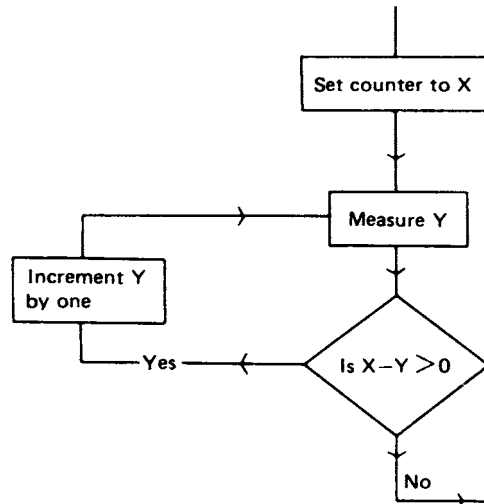 Set counter to X
Measure Y
Increment Y
by one
Yes
Is X–Y >0
No